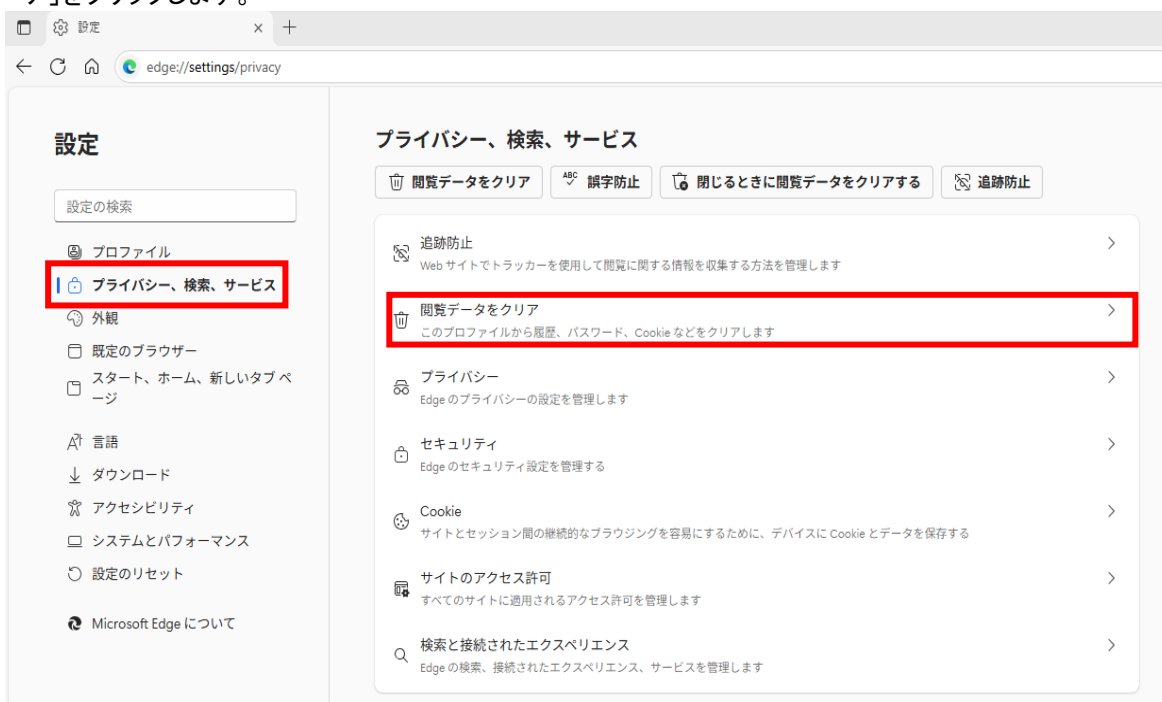 ア」をクリックします。
設定
edge://settings/privacy
設定
設定の検索
プロファイル
プライバシー、検索、サービス
外観
既定のブラウザー
スタート、ホーム、新しいタブ ペ
ージ
言語
ダウンロード
アクセシビリティ
システムとパフォーマンス
設定のリセット
Microsoft Edge について
プライバシー、検索、サービス
閲覧データをクリア
ABC 誤字防止
閉じるときに閲覧データをクリアする
追跡防止
追跡防止
Web サイトでトラッカーを使用して閲覧に関する情報を収集する方法を管理します
閲覧データをクリア
このプロファイルから履歴、パスワード、Cookie などをクリアします
プライバシー
Edge のプライバシーの設定を管理します
セキュリティ
Edge のセキュリティ設定を管理する
Cookie
サイトとセッション間の継続的なブラウジングを容易にするために、デバイスに Cookie とデータを保存する
サイトのアクセス許可
すべてのサイトに適用されるアクセス許可を管理します
検索と接続されたエクスペリエンス
Edge の検索、接続されたエクスペリエンス、サービスを管理します